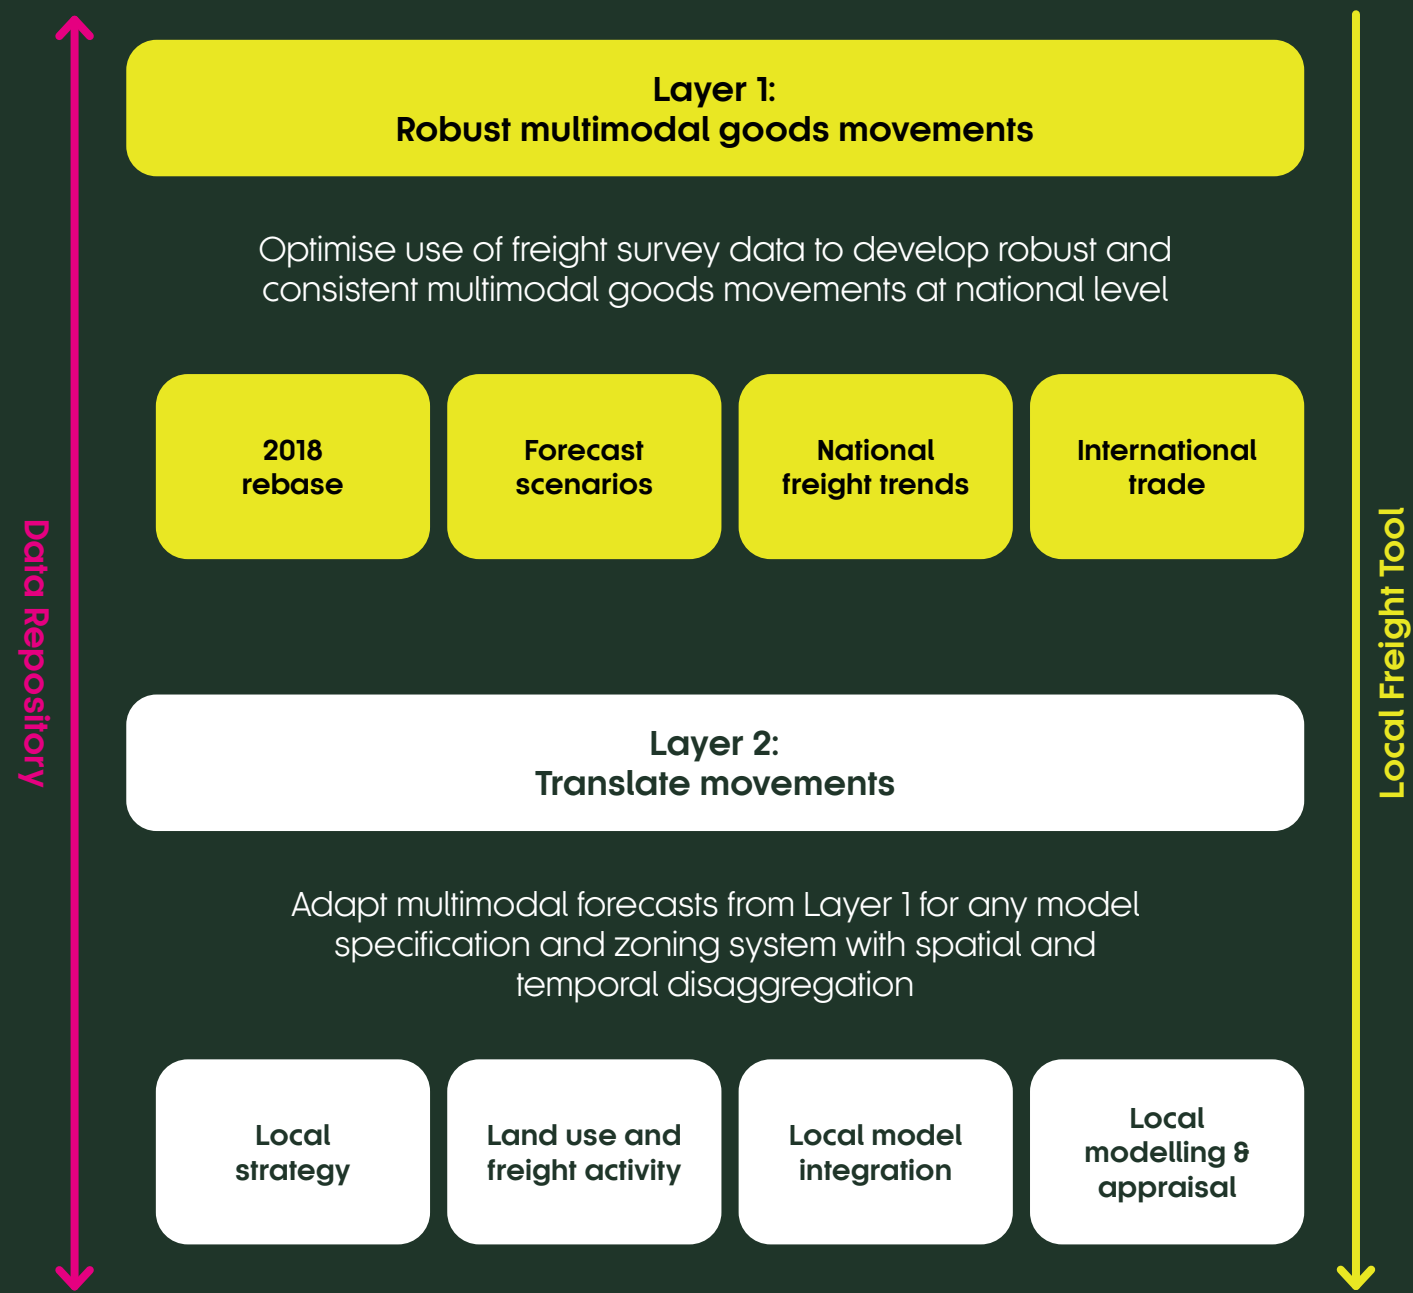 Layer 1:
Robust multimodal goods movements
Optimise use of freight survey data to develop robust and
consistent multimodal goods movements at national level
2018
rebase
Forecast
scenarios
National
freight trends
International
trade
Data Repository
Local Freight Tool
Layer 2:
Translate movements
Adapt multimodal forecasts from Layer 1 for any model
specification and zoning system with spatial and
temporal disaggregation
Local
strategy
Land use and
freight activity
Local model
integration
Local
modelling &
appraisal